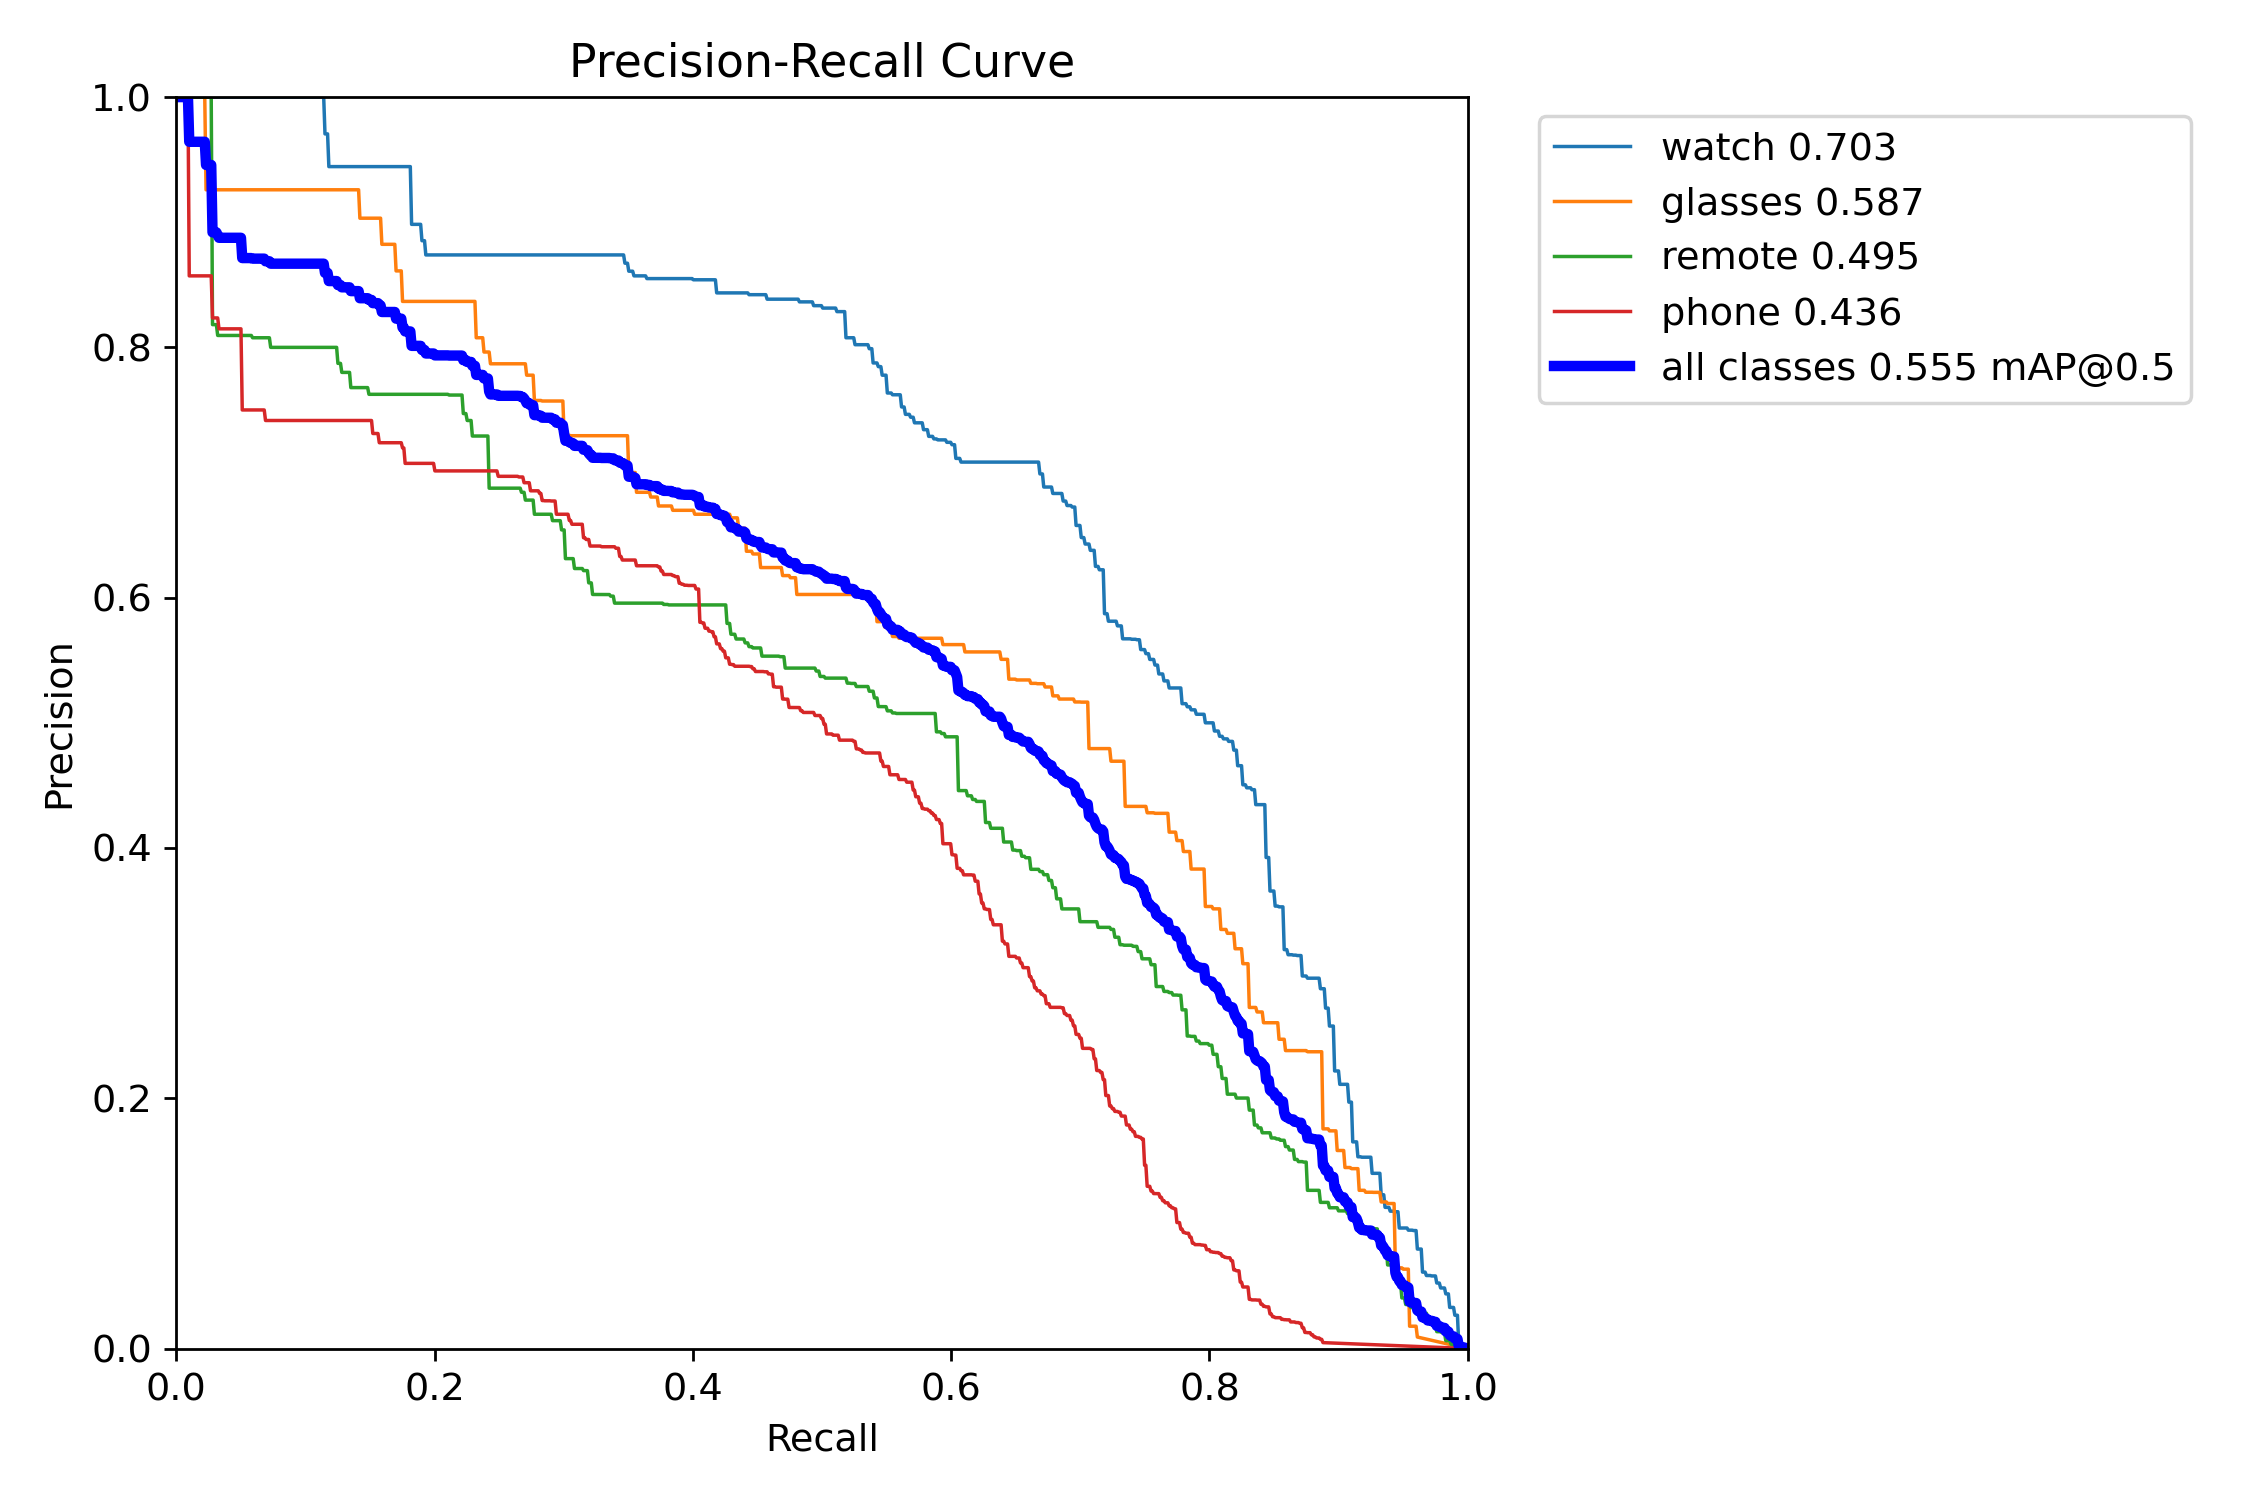 Precision-Recall Curve
1.0
0.8
0.6
0.4
0.2
0.0
Precision
0.0 0.2 0.4 0.6 0.8 1.0
Recall
watch 0.703
glasses 0.587
remote 0.495
phone 0.436
all classes 0.555 mAP@0.5